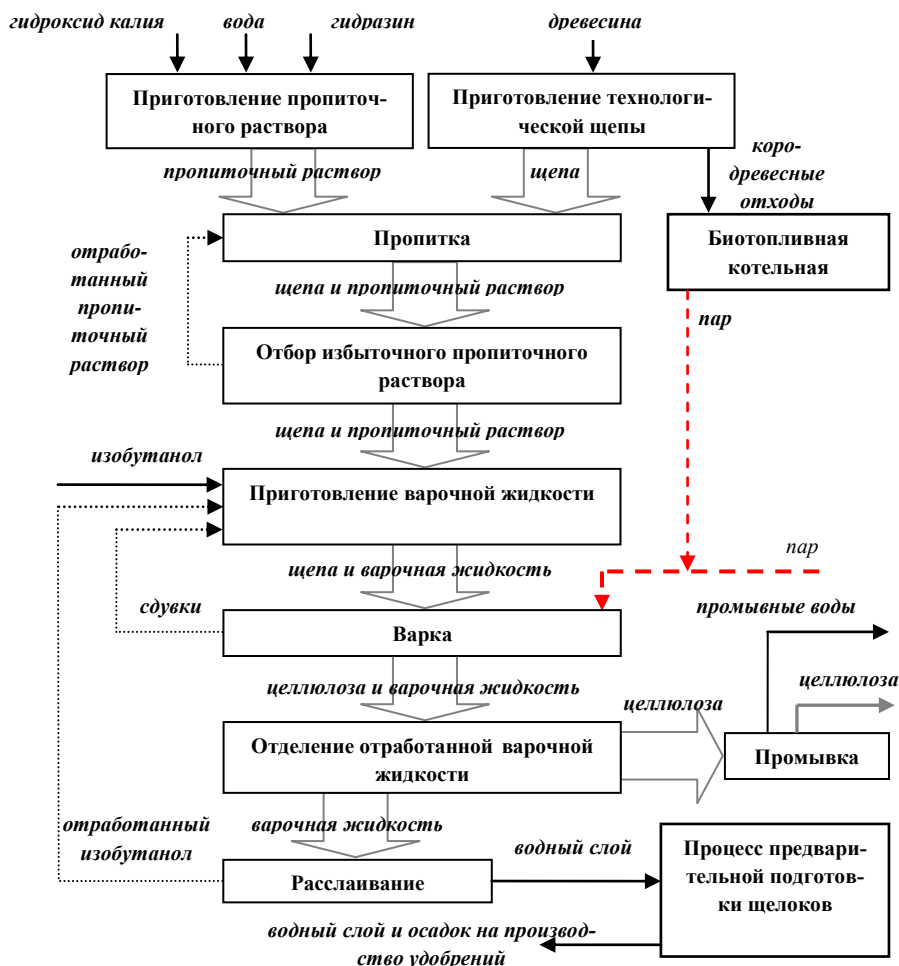 гидроксид калия вода гидразин древесина
Приготовление пропиточ-
ного раствора
Приготовление технологи-
ческой щепы
пропиточный раствор
щепа
коро-
древесные
отходы
Пропитка
Биотопливная
котельная
отрабо-
танный
пропи-
точный
раствор
щепа и пропиточный раствор
пар
Отбор избыточного пропиточного
раствора
щепа и пропиточный раствор
изобутанол
Приготовление варочной жидкости
пар
щепа и варочная жидкость
сдувки
промывные воды
Варка
целлюлоза и варочная жидкость
целлюлоза
целлюлоза
Отделение отработанной варочной
жидкости
Промывка
отработанный
изобутанол
варочная жидкость
водный слой
Расслаивание
Процесс предвари-
тельной подготов-
ки щелоков
водный слой и осадок на производ-
ство удобрений